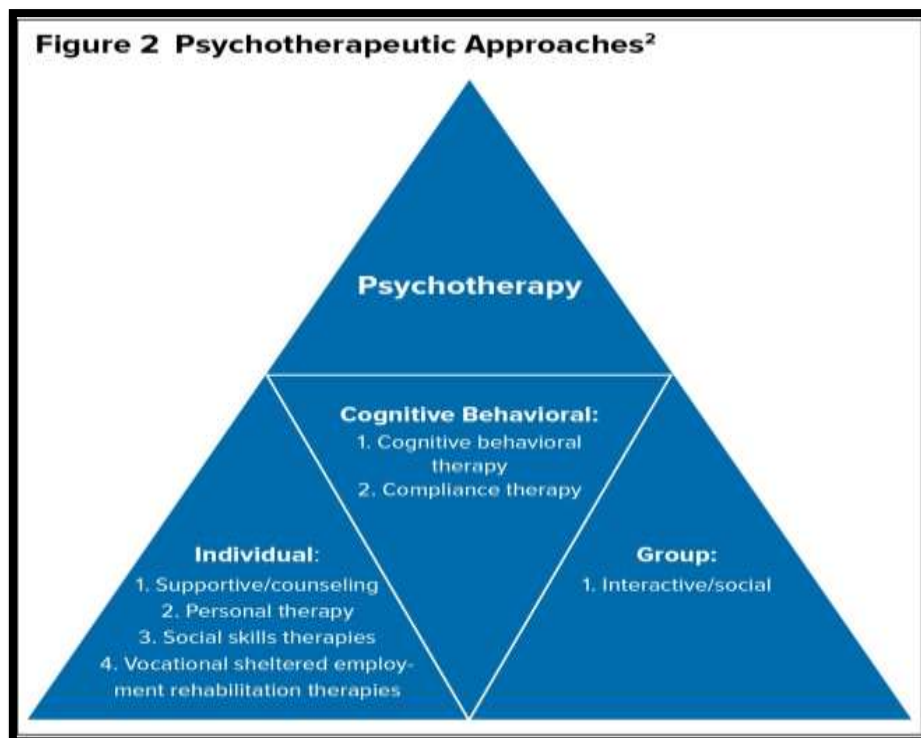 Figure 2 Psychotherapeutic Approaches²
Psychotherapy
Cognitive Behavioral:
1. Cognitive behavioral
therapy
2. Compliance therapy
Individual:
1. Supportive/counseling
2. Personal therapy
3. Social skills therapies
4. Vocational sheltered employ-
ment rehabilitation therapies
Group:
1. Interactive/social